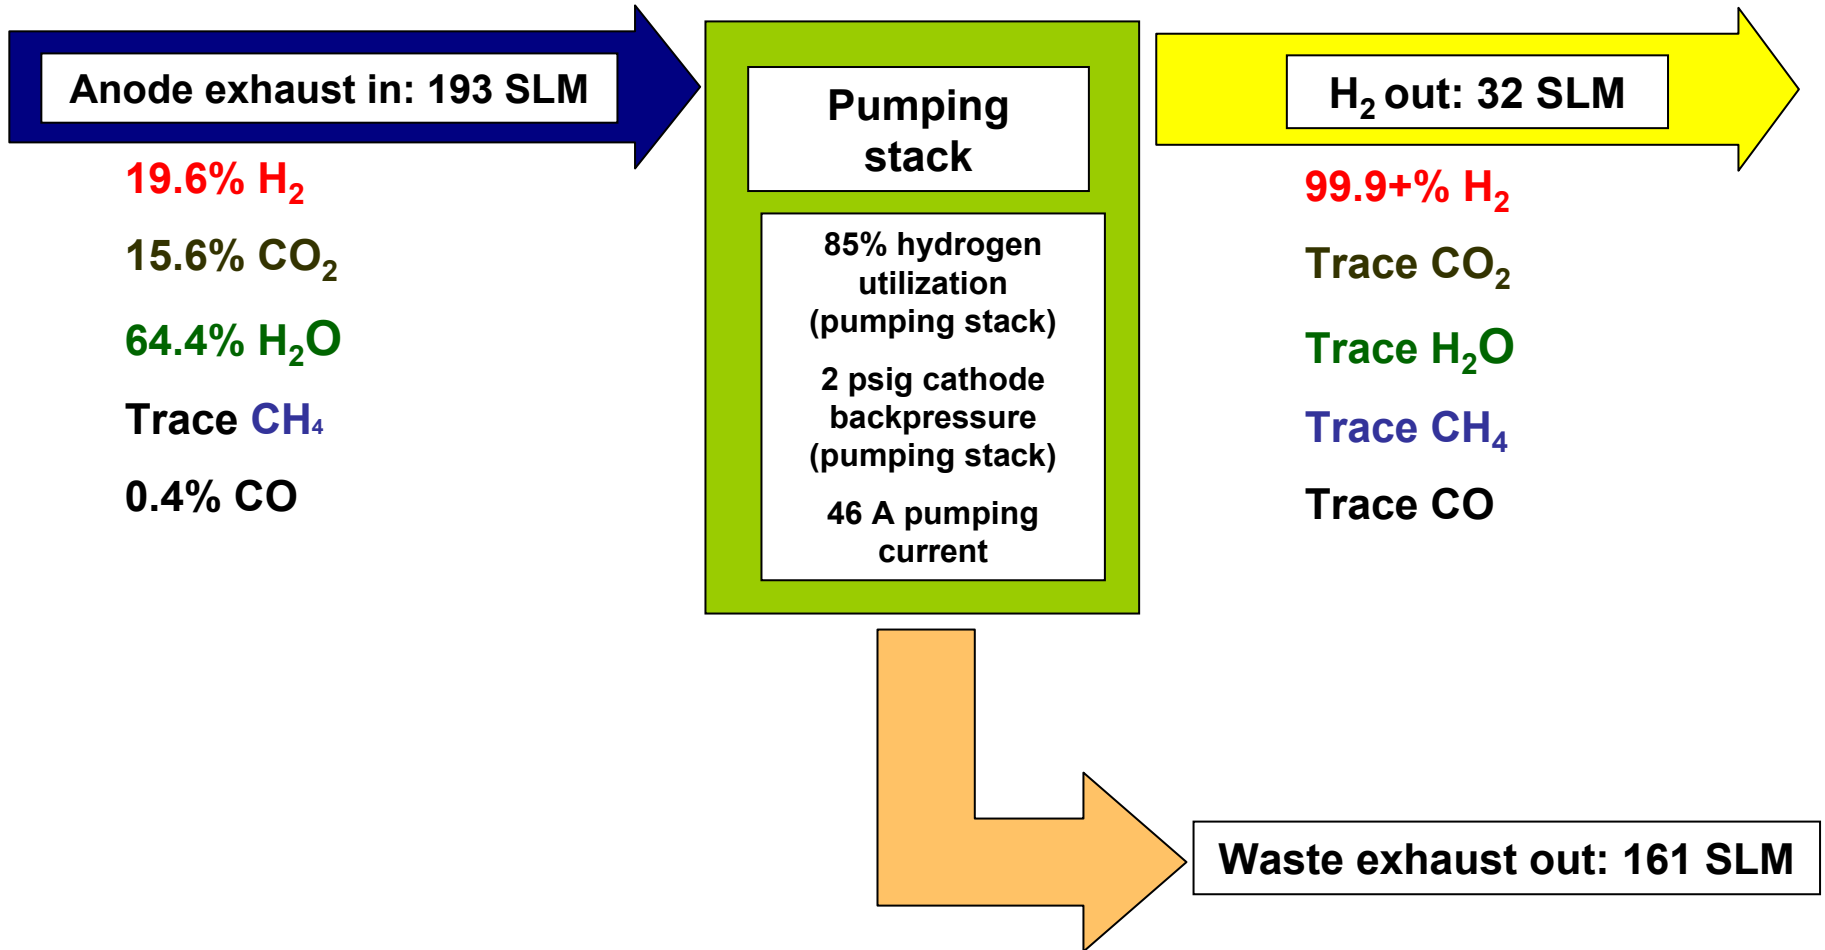 Anode exhaust in: 193 SLM
19.6% H₂
15.6% CO₂
64.4% H₂O
Trace CH₄
0.4% CO
Pumping
stack
85% hydrogen
utilization
(pumping stack)
2 psig cathode
backpressure
(pumping stack)
46 A pumping
current
H₂ out: 32 SLM
99.9+% H₂
Trace CO₂
Trace H₂O
Trace CH₄
Trace CO
Waste exhaust out: 161 SLM